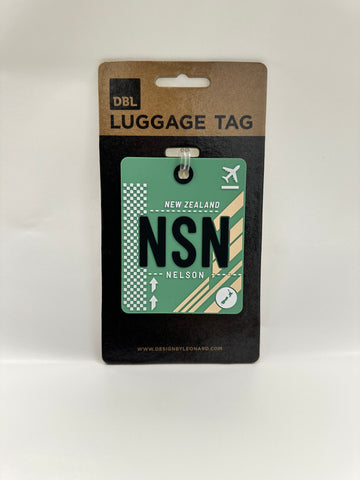 DBL
LUGGAGE TAG
NEW ZEALAND
NSN
NELSON
WWW.DESIGNBYLEONARD.COM